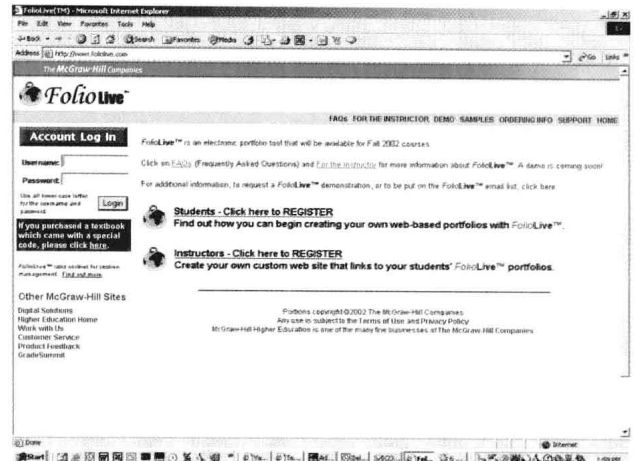 FolioLive(TM) - Microsoft Internet Explorer
File Edit View Favorites Tools Help
Back Search Favorites Media
Address http://www.foliolive.com Go Links
The McGraw-Hill Companies
FolioLive™
FAQs FOR THE INSTRUCTOR DEMO SAMPLES ORDERING INFO SUPPORT HOME
Account Log In
Username:
Password:
Use all lower case letter
for the username and
password.
Login
If you purchased a textbook
which came with a special
code, please click here.
FolioLive™ uses cookies for session
management. Find out more.
Other McGraw-Hill Sites
Digital Solutions
Higher Education Home
Work with Us
Customer Service
Product Feedback
GradeSummit
FolioLive™ is an electronic portfolio tool that will be available for Fall 2002 courses
Click on FAQs (Frequently Asked Questions) and For the Instructor for more information about FolioLive™. A demo is coming soon!
For additional information, to request a FolioLive™ demonstration, or to be put on the FolioLive™ email list, click here
Students - Click here to REGISTER
Find out how you can begin creating your own web-based portfolios with FolioLive™.
Instructors - Click here to REGISTER
Create your own custom web site that links to your students' FolioLive™ portfolios.
Portions copyright ©2002 The McGraw-Hill Companies
Any use is subject to the Terms of Use and Privacy Policy
McGraw-Hill Higher Education is one of the many fine businesses of The McGraw-Hill Companies
Done Internet
Start